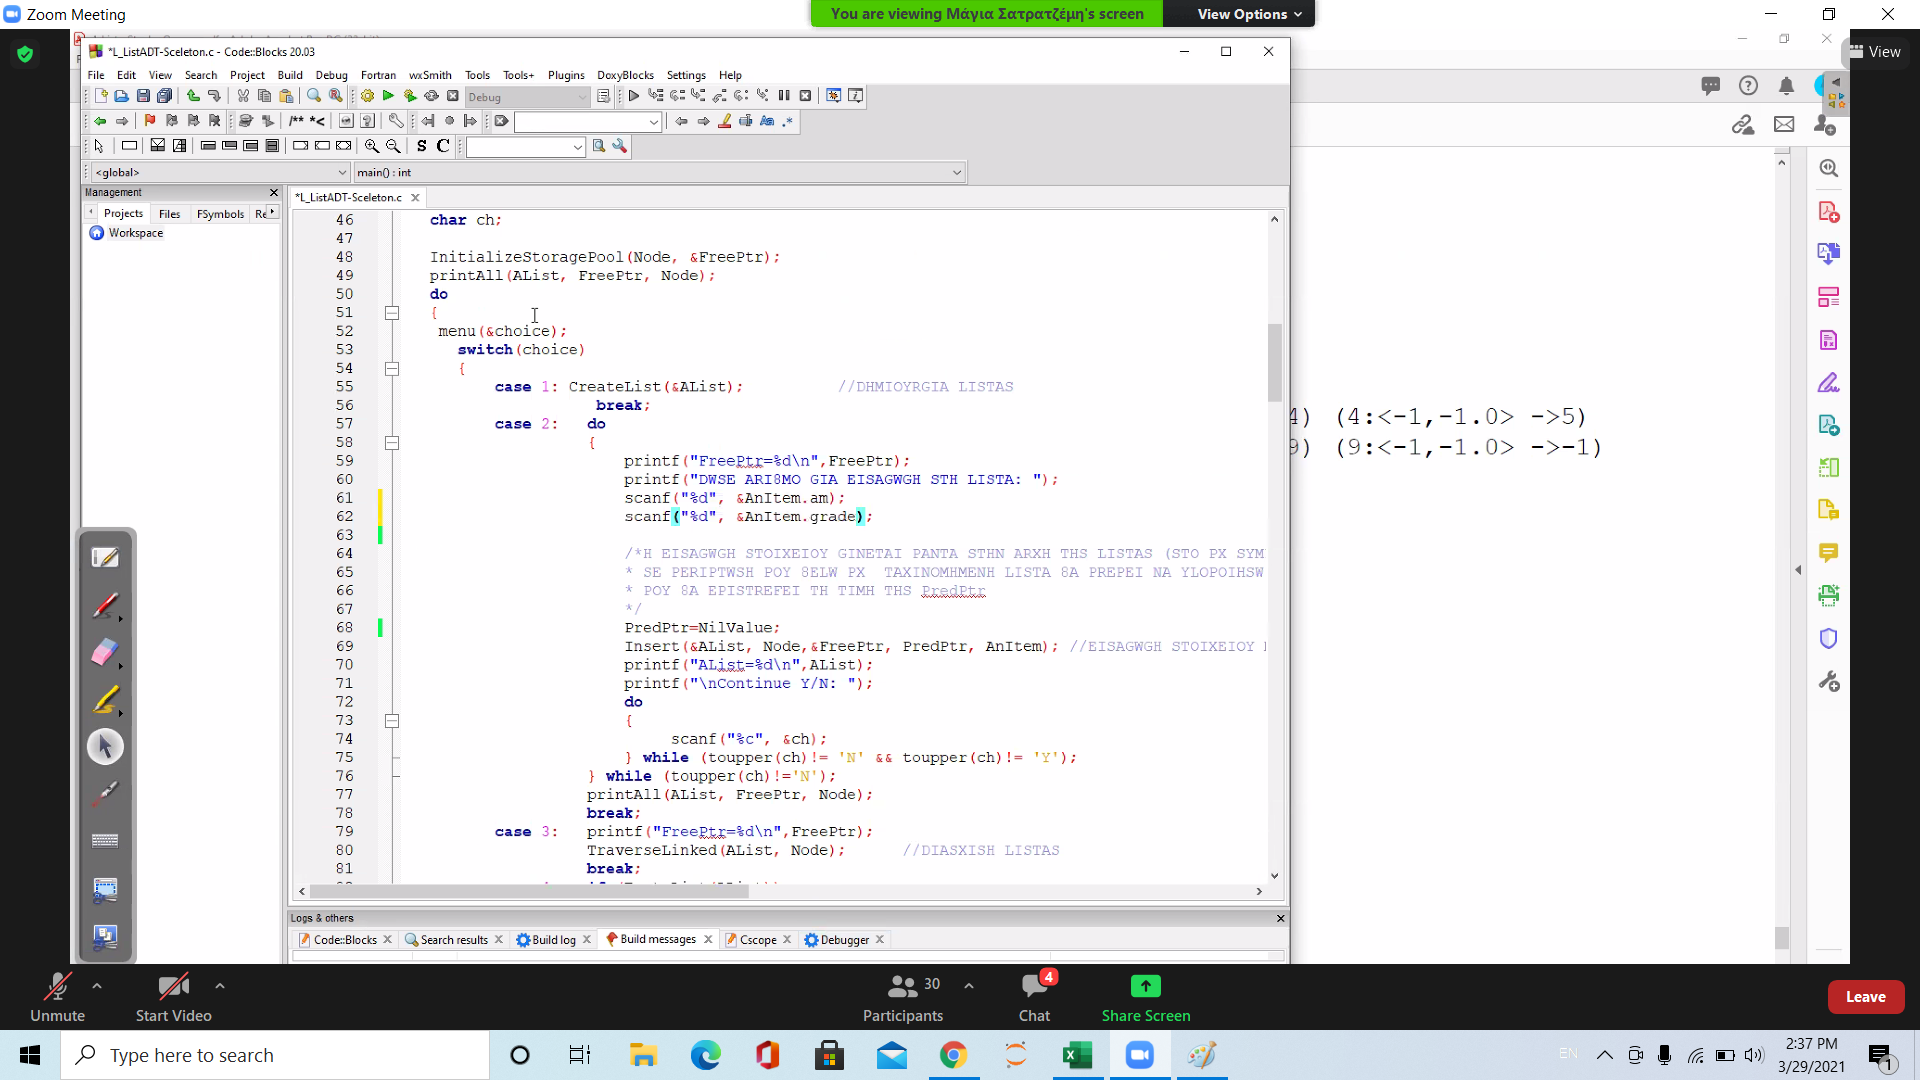 Zoom Meeting
You are viewing Μάγια Σατρατζέμη's screen
View Options
View
*L_ListADT-Sceleton.c - Code::Blocks 20.03
File Edit View Search Project Build Debug Fortran wxSmith Tools Tools+ Plugins DoxyBlocks Settings Help
Debug
<global>
main() : int
Management
Projects Files FSymbols Re
Workspace
*L_ListADT-Sceleton.c
46 char ch;
47
48 InitializeStoragePool(Node, &FreePtr);
49 printAll(AList, FreePtr, Node);
50 do
51 {
52 menu(&choice);
53 switch(choice)
54 {
55 case 1: CreateList(&AList); //DHMIOYRGIA LISTAS
56 break;
57 case 2: do
58 {
59 printf("FreePtr=%d\n",FreePtr);
60 printf("DWSE ARI8MO GIA EISAGWGH STH LISTA: ");
61 scanf("%d", &AnItem.am);
62 scanf("%d", &AnItem.grade);
63
64 /*H EISAGWGH STOIXEIOY GINETAI PANTA STHN ARXH THS LISTAS (STO PX SYM
65 * SE PERIPTWSH POY 8ELW PX TAXINOMHMENH LISTA 8A PREPEI NA YLOPOIHSW
66 * POY 8A EPISTREFEI TH TIMH THS PredPtr
67 */
68 PredPtr=NilValue;
69 Insert(&AList, Node,&FreePtr, PredPtr, AnItem); //EISAGWGH STOIXEIOY
70 printf("AList=%d\n",AList);
71 printf("\nContinue Y/N: ");
72 do
73 {
74 scanf("%c", &ch);
75 } while (toupper(ch)!= 'N' && toupper(ch)!= 'Y');
76 } while (toupper(ch)!='N');
77 printAll(AList, FreePtr, Node);
78 break;
79 case 3: printf("FreePtr=%d\n",FreePtr);
80 TraverseLinked(AList, Node); //DIASXISH LISTAS
81 break;
4) (4:<-1,-1.0> ->5)
9) (9:<-1,-1.0> ->-1)
Logs & others
Code::Blocks Search results Build log Build messages Cscope Debugger
Unmute
Start Video
30
Participants
4
Chat
Share Screen
Leave
Type here to search
EN
2:37 PM
3/29/2021
1